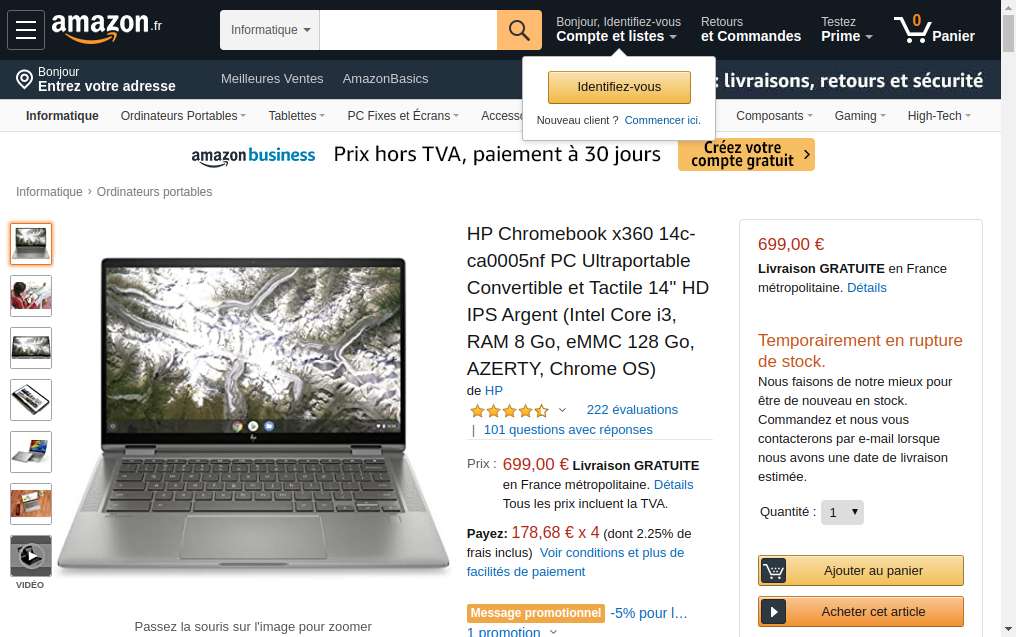 amazon.fr
Informatique
Bonjour, Identifiez-vous
Compte et listes
Retours
et Commandes
Testez
Prime
0
Panier
Bonjour
Entrez votre adresse
Meilleures Ventes
AmazonBasics
: livraisons, retours et sécurité
Identifiez-vous
Nouveau client ? Commencer ici.
Informatique
Ordinateurs Portables
Tablettes
PC Fixes et Écrans
Composants
Gaming
High-Tech
amazon business
Prix hors TVA, paiement à 30 jours
Créez votre
compte gratuit
Informatique › Ordinateurs portables
VIDÉO
Passez la souris sur l'image pour zoomer
HP Chromebook x360 14c-
ca0005nf PC Ultraportable
Convertible et Tactile 14" HD
IPS Argent (Intel Core i3,
RAM 8 Go, eMMC 128 Go,
AZERTY, Chrome OS)
de HP
222 évaluations
| 101 questions avec réponses
Prix : 699,00 € Livraison GRATUITE
en France métropolitaine. Détails
Tous les prix incluent la TVA.
Payez: 178,68 € x 4 (dont 2.25% de
frais inclus) Voir conditions et plus de
facilités de paiement
Message promotionnel -5% pour l…
1 promotion
699,00 €
Livraison GRATUITE en France
métropolitaine. Détails
Temporairement en rupture
de stock.
Nous faisons de notre mieux pour
être de nouveau en stock.
Commandez et nous vous
contacterons par e-mail lorsque
nous avons une date de livraison
estimée.
Quantité : 1
Ajouter au panier
Acheter cet article